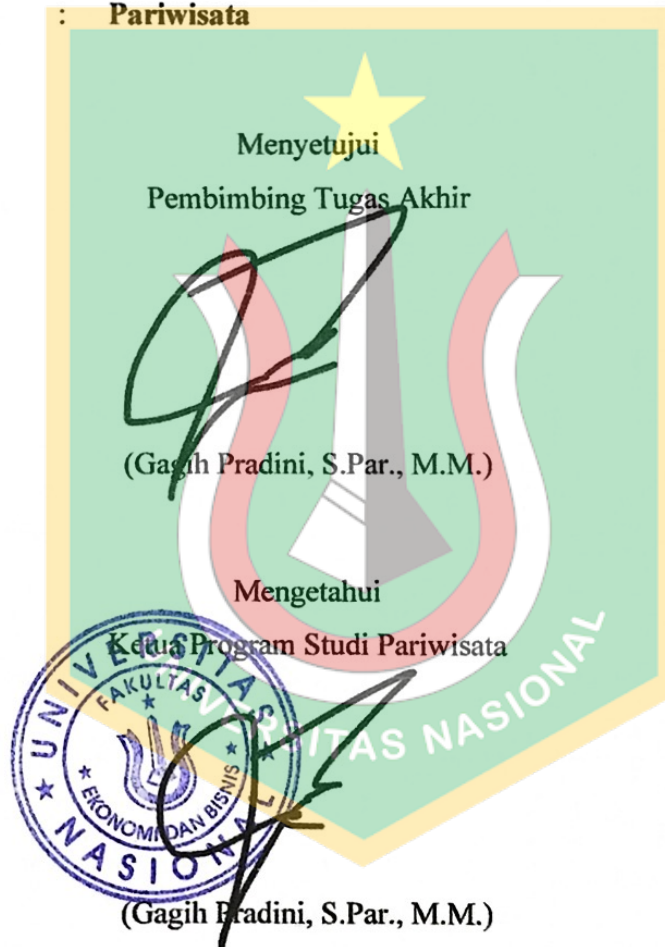 : Pariwisata
Menyetujui
Pembimbing Tugas Akhir
(Gagih Pradini, S.Par., M.M.)
Mengetahui
Ketua Program Studi Pariwisata
UNIVERSITAS NASIONAL
UNIVERSITAS NASIONAL
FAKULTAS
EKONOMI DAN BISNIS
(Gagih Pradini, S.Par., M.M.)